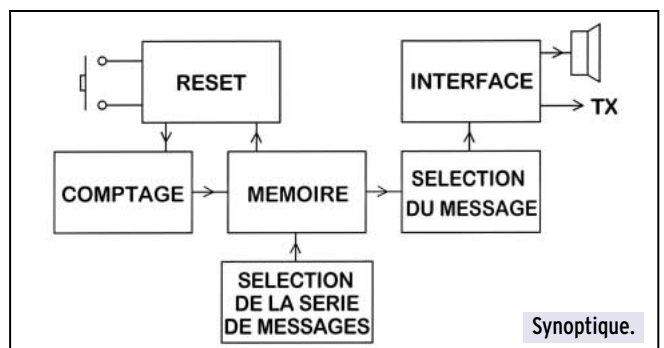 RESET
INTERFACE
TX
COMPTAGE
MEMOIRE
SELECTION
DU MESSAGE
SELECTION
DE LA SERIE
DE MESSAGES
Synoptique.